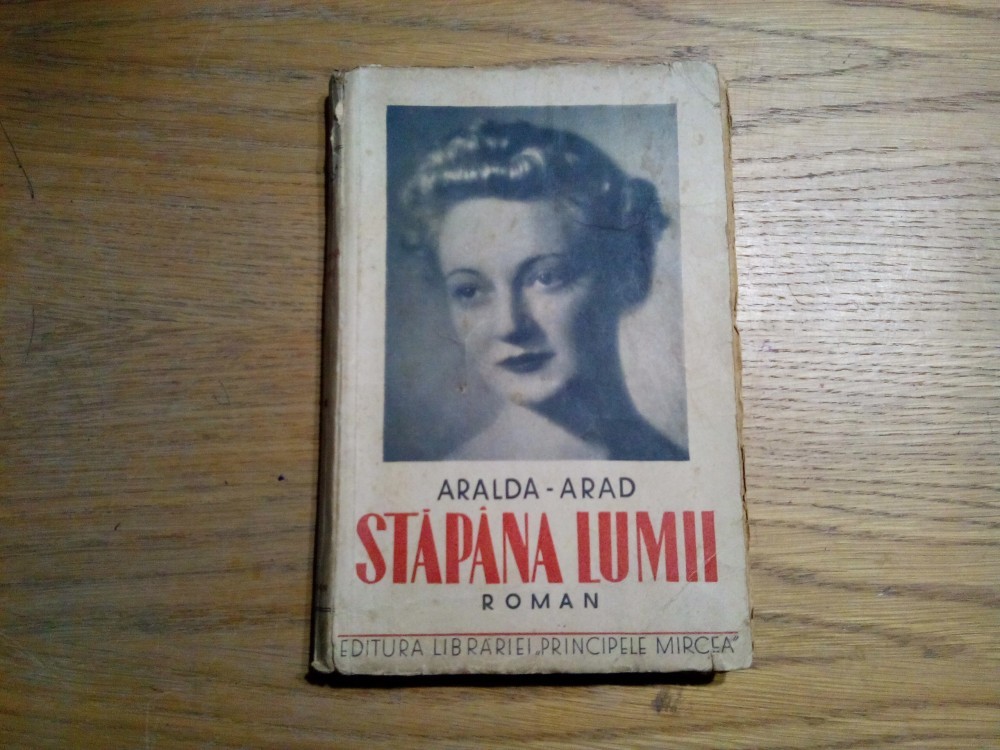 ARALDA - ARAD
STĂPÂNA LUMII
ROMAN
EDITURA LIBRĂRIEI „PRINCIPELE MIRCEA"